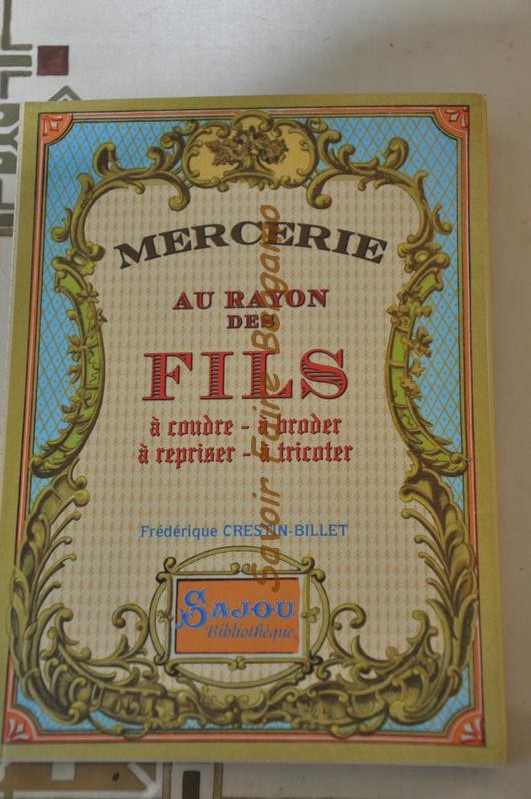 MERCERIE
AU RAYON
DES
FILS
à coudre - à broder
à repriser - à tricoter
Frédérique CRESTIN-BILLET
SAJOU
Bibliothèque
Savoir Faire Bergamo